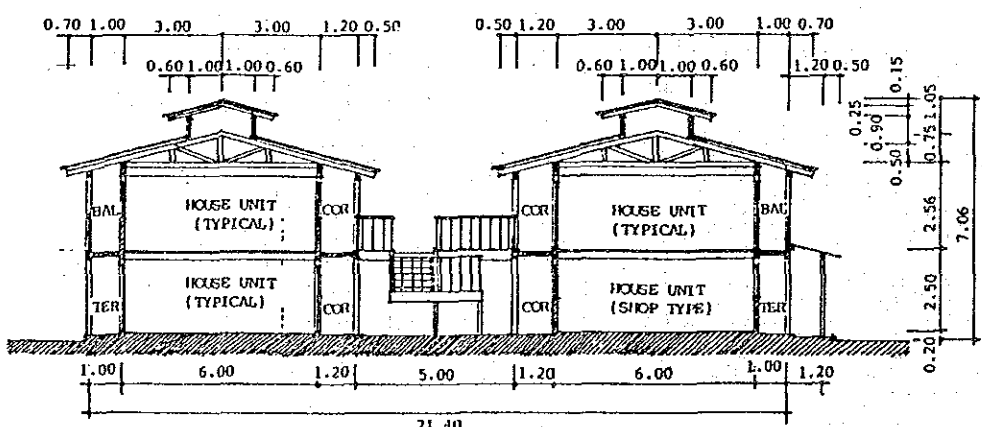 0.70 1.00 3.00 3.00 1.20 0.50 0.50 1.20 3.00 3.00 1.00 0.70
0.60 1.00 1.00 0.60 0.60 1.00 1.00 0.60 1.20 0.50
0.15
1.05
0.25
0.90
0.75
0.50
BAL HOUSE UNIT COR COR HOUSE UNIT BAL
(TYPICAL) (TYPICAL)
2.56
7.06
TER HOUSE UNIT COR COR HOUSE UNIT TER
(TYPICAL) (SHOP TYPE)
2.50
0.20
1.00 6.00 1.20 5.00 1.20 6.00 1.00 1.20
21.40